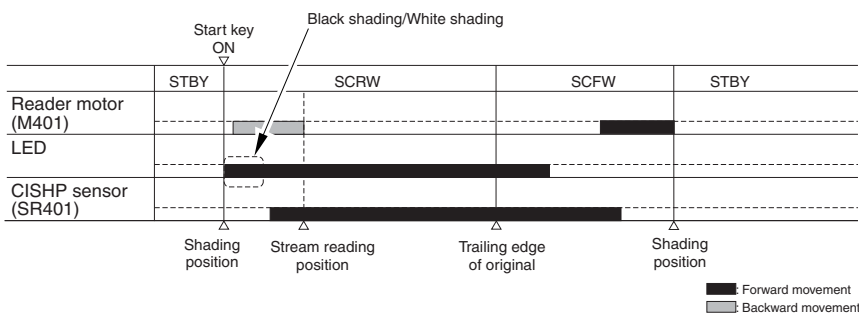 Black shading/White shading
Start key
ON
STBY
SCRW
SCFW
STBY
Reader motor
(M401)
LED
CISHP sensor
(SR401)
Shading
position
Stream reading
position
Trailing edge
of original
Shading
position
: Forward movement
: Backward movement